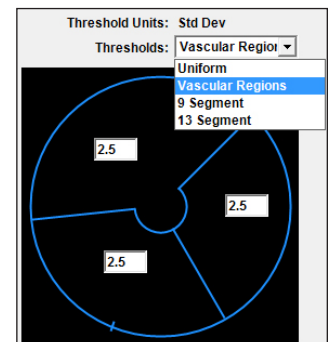 Threshold Units: Std Dev
Thresholds: Vascular Region
Uniform
Vascular Regions
9 Segment
13 Segment
2.5
2.5
2.5